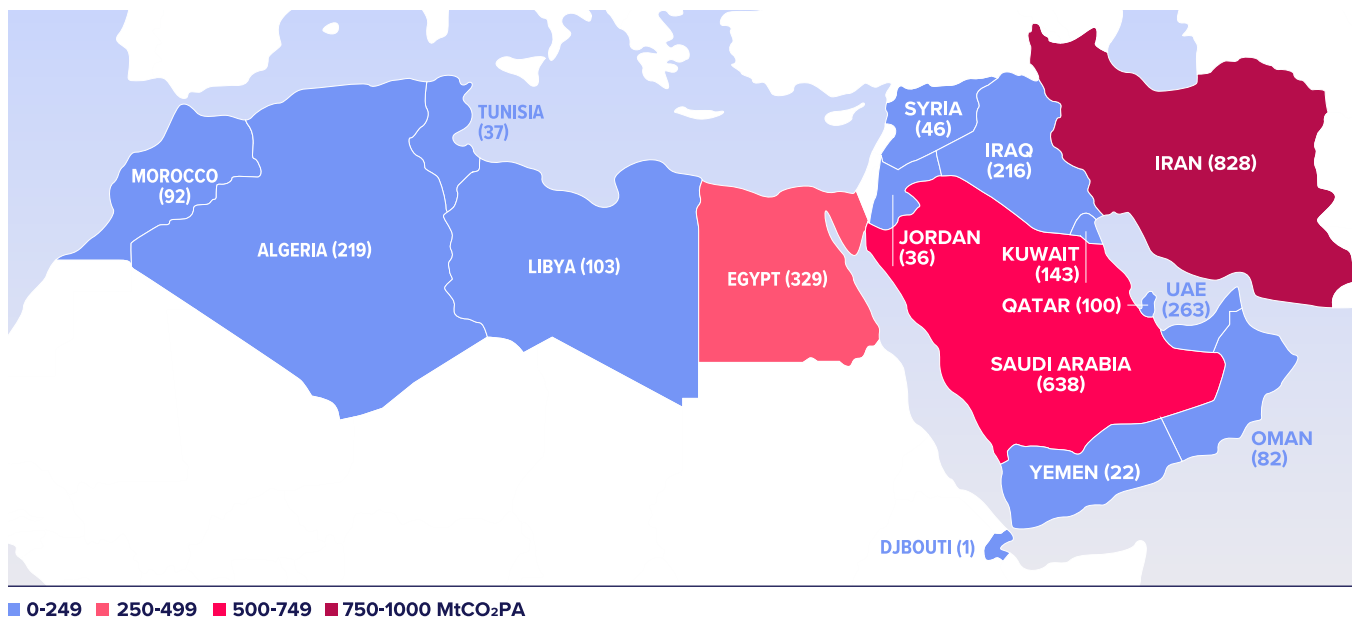 TUNISIA
(37)
SYRIA
(46)
IRAQ
(216)
IRAN (828)
MOROCCO
(92)
ALGERIA (219)
LIBYA (103)
EGYPT (329)
JORDAN
(36)
KUWAIT
(143)
QATAR (100)
UAE
(263)
SAUDI ARABIA
(638)
OMAN
(82)
YEMEN (22)
DJBOUTI (1)
0-249 250-499 500-749 750-1000 MtCO₂PA